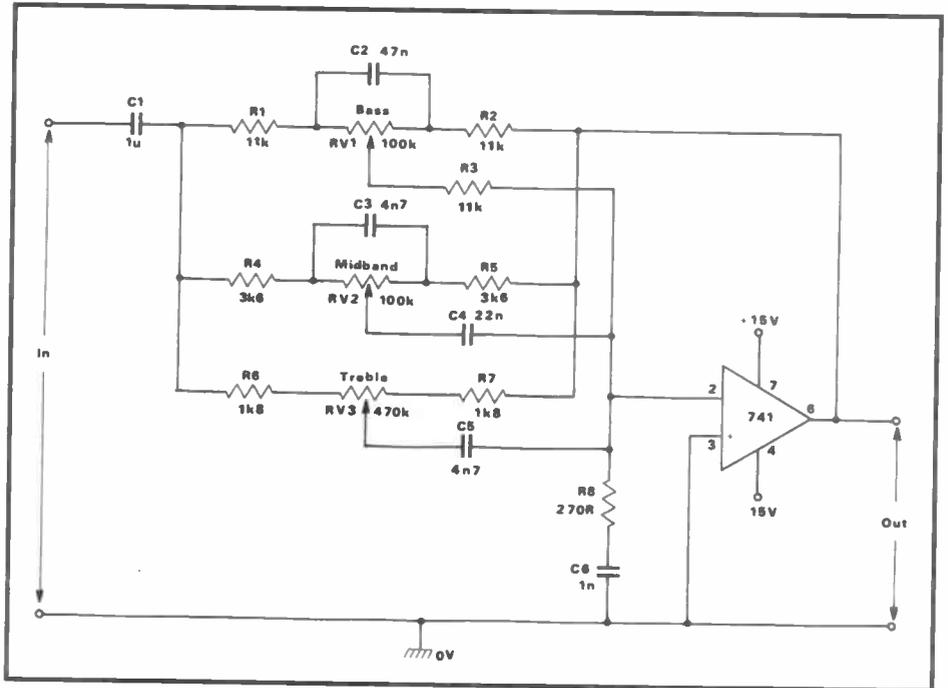 C2 47n
C1
1u
R1
11k
Bass
RV1 100k
R2
11k
R3
11k
C3 4n7
R4
3k6
Midband
RV2 100k
R5
3k6
C4 22n
In
R6
1k8
Treble
RV3 470k
R7
1k8
C5
4n7
+15V
2
7
741
6
3
+
4
15V
R8
270R
C6
1n
Out
0V